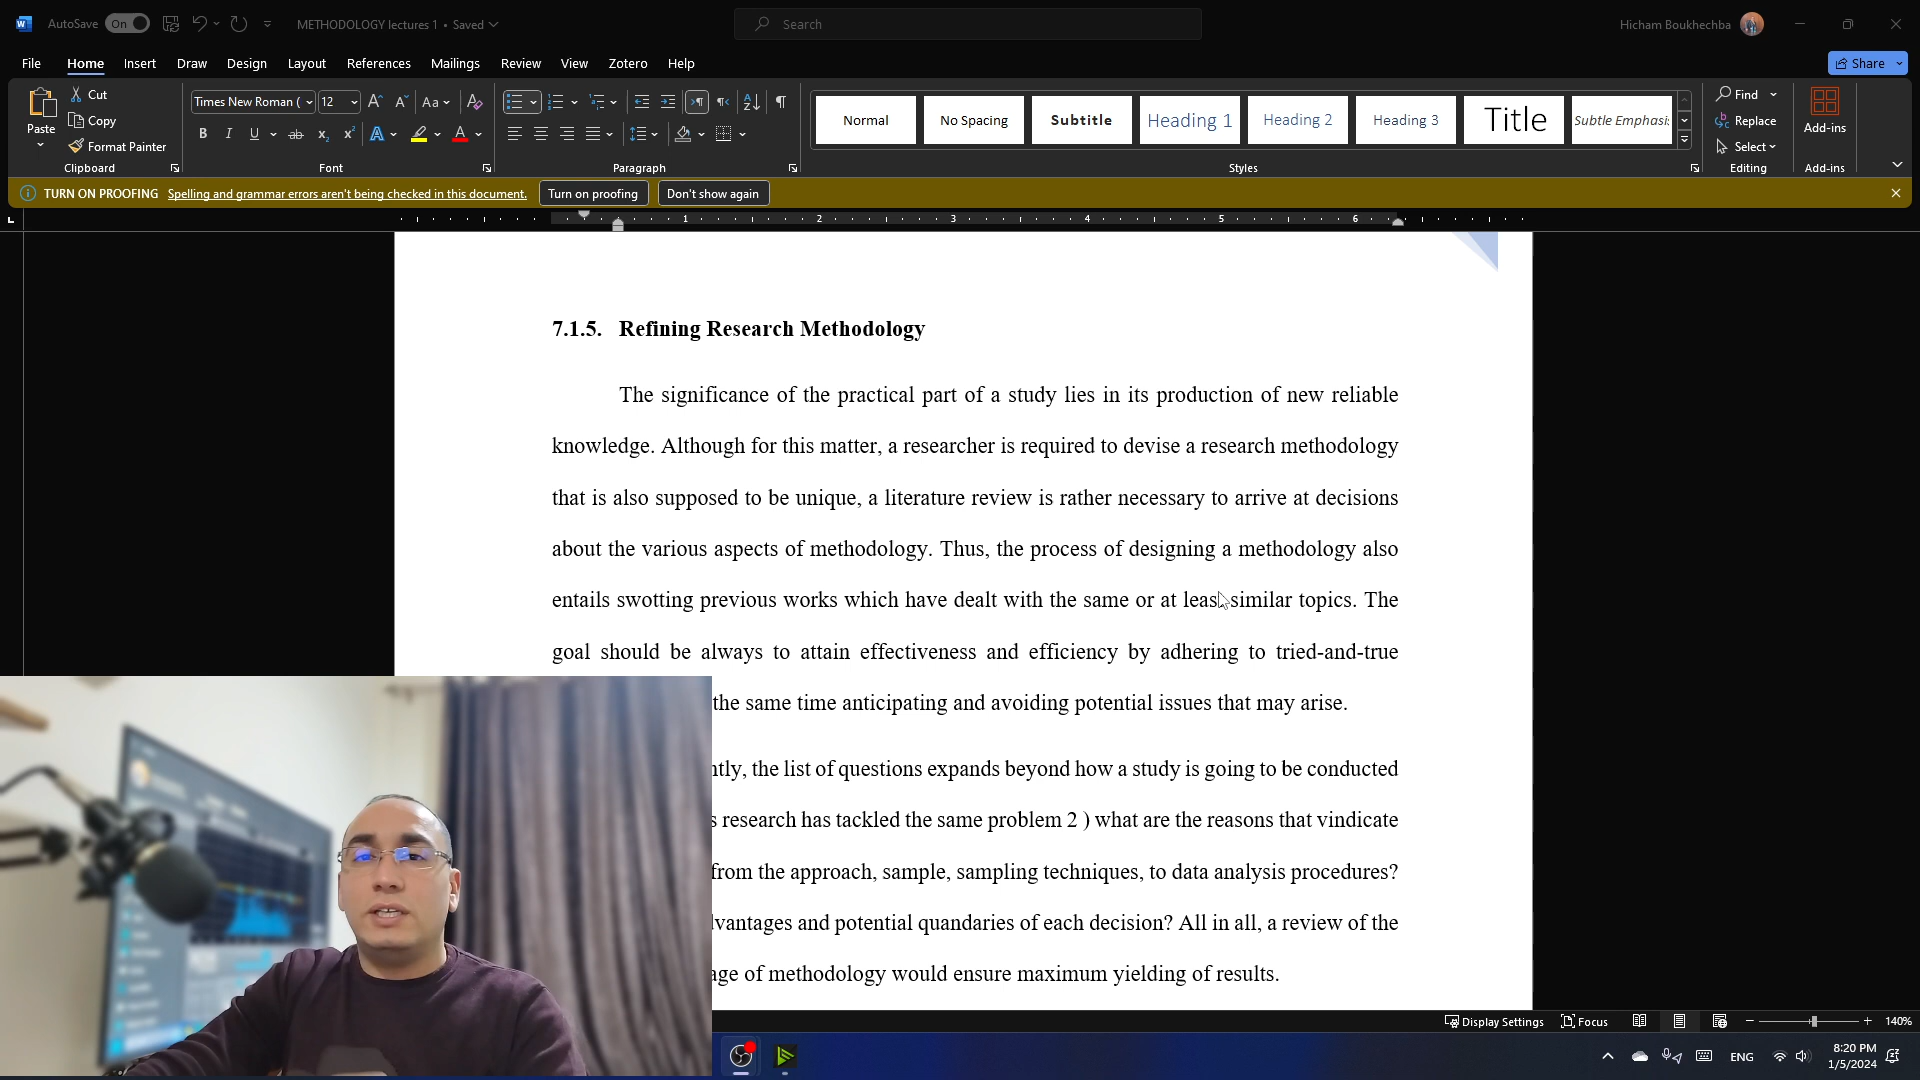 AutoSave On METHODOLOGY lectures 1 • Saved Search Hicham Boukhechba
File Home Insert Draw Design Layout References Mailings Review View Zotero Help Share
Paste Cut Copy Format Painter Clipboard
Times New Roman ( 12 Aa Font
Paragraph
Normal No Spacing Subtitle Heading 1 Heading 2 Heading 3 Title Subtle Emphasi Styles
Find Replace Select Editing
Add-ins Add-ins
TURN ON PROOFING Spelling and grammar errors aren't being checked in this document. Turn on proofing Don't show again
1 2 3 4 5 6
7.1.5. Refining Research Methodology
The significance of the practical part of a study lies in its production of new reliable
knowledge. Although for this matter, a researcher is required to devise a research methodology
that is also supposed to be unique, a literature review is rather necessary to arrive at decisions
about the various aspects of methodology. Thus, the process of designing a methodology also
entails swotting previous works which have dealt with the same or at least similar topics. The
goal should be always to attain effectiveness and efficiency by adhering to tried-and-true
the same time anticipating and avoiding potential issues that may arise.
ntly, the list of questions expands beyond how a study is going to be conducted
s research has tackled the same problem 2 ) what are the reasons that vindicate
from the approach, sample, sampling techniques, to data analysis procedures?
dvantages and potential quandaries of each decision? All in all, a review of the
age of methodology would ensure maximum yielding of results.
Display Settings Focus 140%
ENG 8:20 PM
1/5/2024